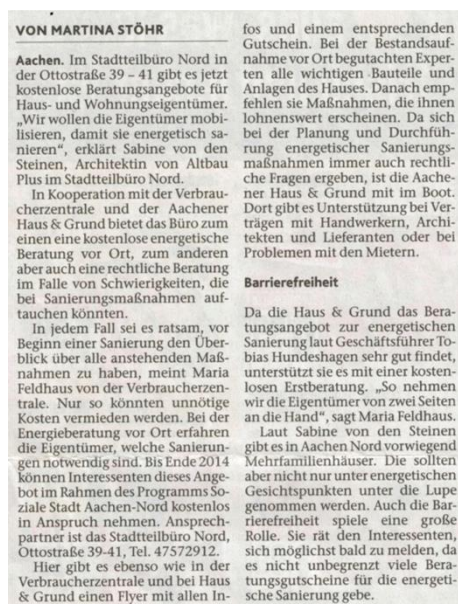 VON MARTINA STÖHR
Aachen. Im Stadtteilbüro Nord in
der Ottostraße 39 – 41 gibt es jetzt
kostenlose Beratungsangebote für
Haus- und Wohnungseigentümer.
„Wir wollen die Eigentümer mobi-
lisieren, damit sie energetisch sa-
nieren“, erklärt Sabine von den
Steinen, Architektin von Altbau
Plus im Stadtteilbüro Nord.
In Kooperation mit der Verbrau-
cherzentrale und der Aachener
Haus & Grund bietet das Büro zum
einen eine kostenlose energetische
Beratung vor Ort, zum anderen
aber auch eine rechtliche Beratung
im Falle von Schwierigkeiten, die
bei Sanierungsmaßnahmen auf-
tauchen könnten.
In jedem Fall sei es ratsam, vor
Beginn einer Sanierung den Über-
blick über alle anstehenden Maß-
nahmen zu haben, meint Maria
Feldhaus von der Verbraucherzen-
trale. Nur so könnten unnötige
Kosten vermieden werden. Bei der
Energieberatung vor Ort erfahren
die Eigentümer, welche Sanierun-
gen notwendig sind. Bis Ende 2014
können Interessenten dieses Ange-
bot im Rahmen des Programms So-
ziale Stadt Aachen-Nord kostenlos
in Anspruch nehmen. Ansprech-
partner ist das Stadtteilbüro Nord,
Ottostraße 39-41, Tel. 47572912.
Hier gibt es ebenso wie in der
Verbraucherzentrale und bei Haus
& Grund einen Flyer mit allen In-
fos und einem entsprechenden
Gutschein. Bei der Bestandsauf-
nahme vor Ort begutachten Exper-
ten alle wichtigen Bauteile und
Anlagen des Hauses. Danach emp-
fehlen sie Maßnahmen, die ihnen
lohnenswert erscheinen. Da sich
bei der Planung und Durchfüh-
rung energetischer Sanierungs-
maßnahmen immer auch rechtli-
che Fragen ergeben, ist die Aache-
ner Haus & Grund mit im Boot.
Dort gibt es Unterstützung bei Ver-
trägen mit Handwerkern, Archi-
tekten und Lieferanten oder bei
Problemen mit den Mietern.
Barrierefreiheit
Da die Haus & Grund das Bera-
tungsangebot zur energetischen
Sanierung laut Geschäftsführer To-
bias Hundeshagen sehr gut findet,
unterstützt sie es mit einer kosten-
losen Erstberatung. „So nehmen
wir die Eigentümer von zwei Seiten
an die Hand“, sagt Maria Feldhaus.
Laut Sabine von den Steinen
gibt es in Aachen Nord vorwiegend
Mehrfamilienhäuser. Die sollten
aber nicht nur unter energetischen
Gesichtspunkten unter die Lupe
genommen werden. Auch die Bar-
rierefreiheit spiele eine große
Rolle. Sie rät den Interessenten,
sich möglichst bald zu melden, da
es nicht unbegrenzt viele Bera-
tungsgutscheine für die energeti-
sche Sanierung gebe.